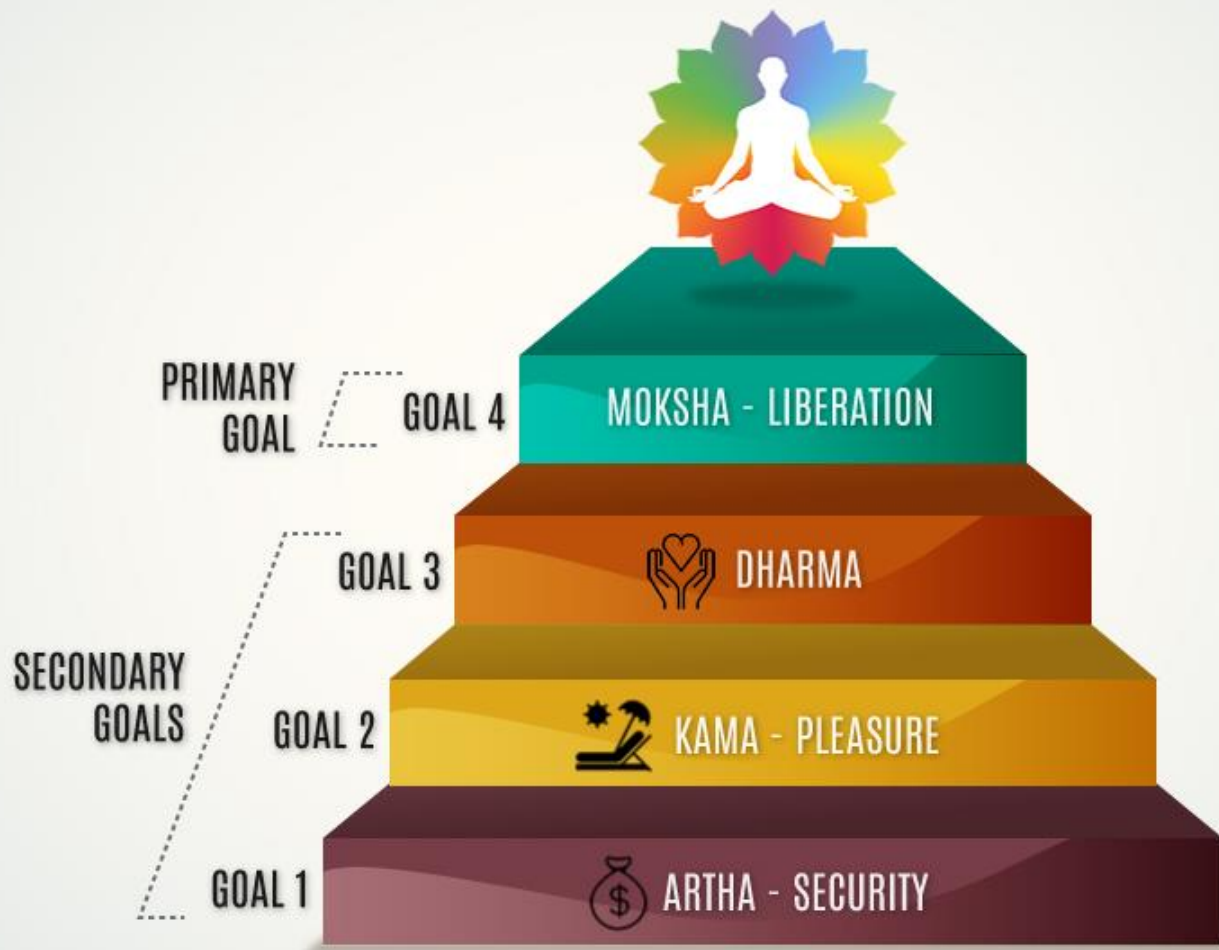 PRIMARY
GOAL
GOAL 4
MOKSHA - LIBERATION
GOAL 3
DHARMA
SECONDARY
GOALS
GOAL 2
KAMA - PLEASURE
GOAL 1
$
ARTHA - SECURITY